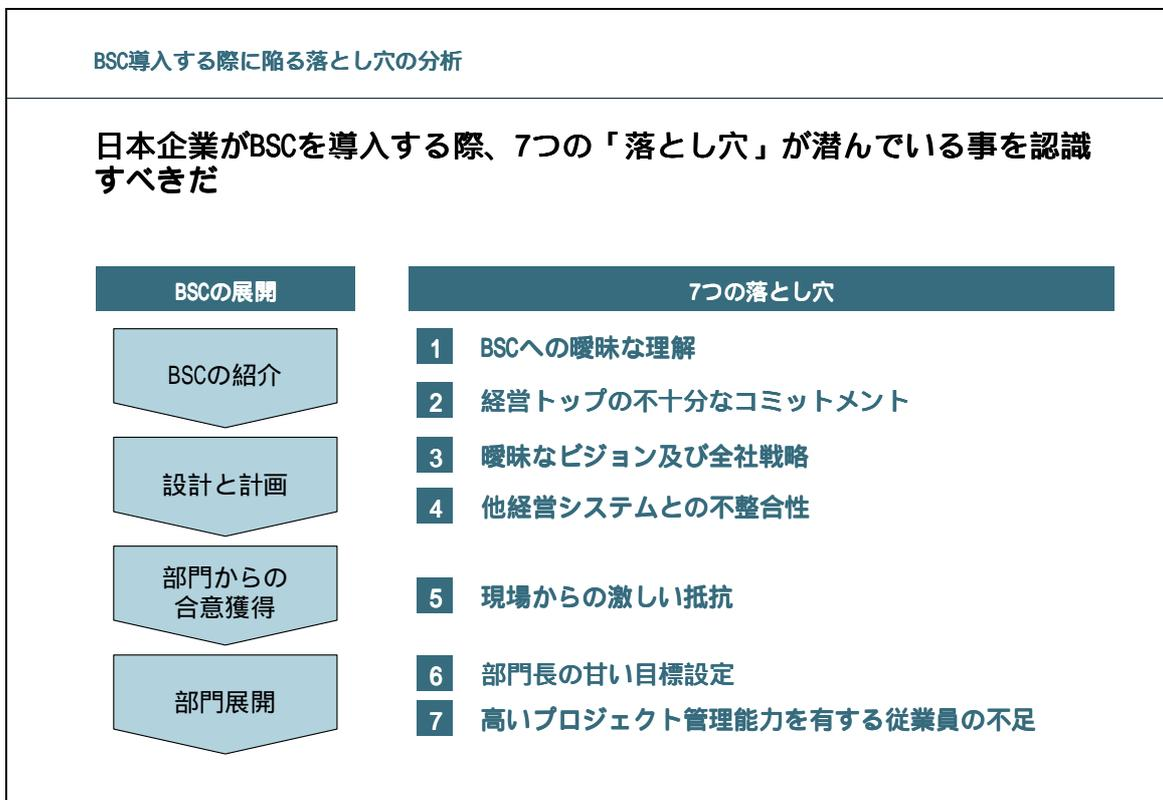 BSC導入する際に陥る落とし穴の分析
日本企業がBSCを導入する際、7つの「落とし穴」が潜んでいる事を認識
すべきだ
BSCの展開
7つの落とし穴
BSCの紹介
1 BSCへの曖昧な理解
2 経営トップの不十分なコミットメント
設計と計画
3 曖昧なビジョン及び全社戦略
4 他経営システムとの不整合性
部門からの
合意獲得
5 現場からの激しい抵抗
部門展開
6 部門長の甘い目標設定
7 高いプロジェクト管理能力を有する従業員の不足